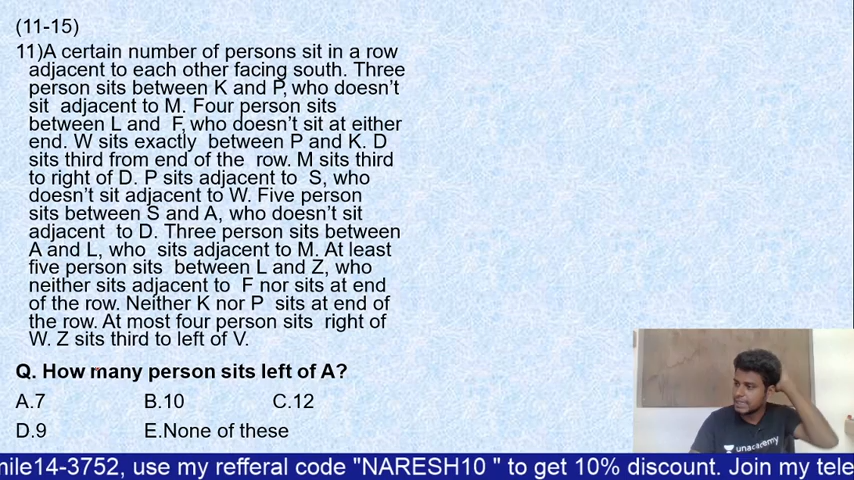 (11-15)
11)A certain number of persons sit in a row
adjacent to each other facing south. Three
person sits between K and P, who doesn't
sit adjacent to M. Four person sits
between L and F, who doesn't sit at either
end. W sits exactly between P and K. D
sits third from end of the row. M sits third
to right of D. P sits adjacent to S, who
doesn't sit adjacent to W. Five person
sits between S and A, who doesn't sit
adjacent to D. Three person sits between
A and L, who sits adjacent to M. At least
five person sits between L and Z, who
neither sits adjacent to F nor sits at end
of the row. Neither K nor P sits at end of
the row. At most four person sits right of
W. Z sits third to left of V.
Q. How many person sits left of A?
A.7 B.10 C.12
D.9 E.None of these
unacademy
nile14-3752, use my refferal code "NARESH10 " to get 10% discount. Join my tele